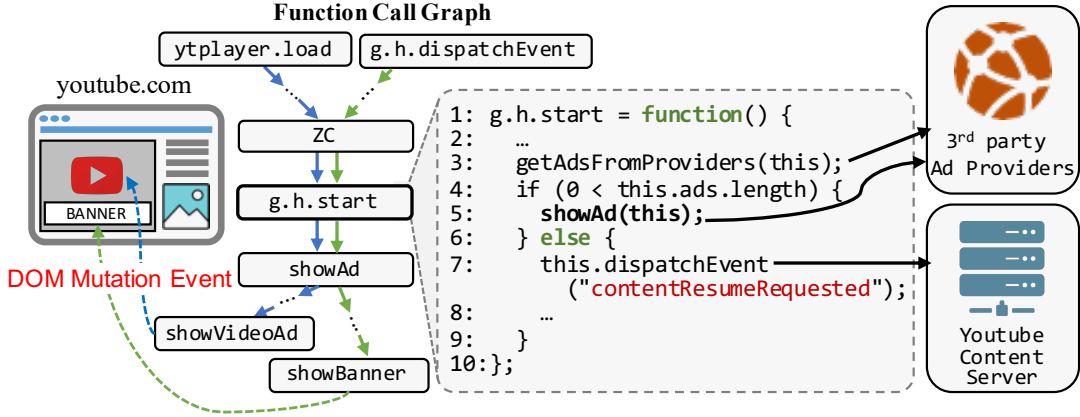 Function Call Graph
ytplayer.load
g.h.dispatchEvent
youtube.com
ZC
BANNER
g.h.start
DOM Mutation Event
showAd
showVideoAd
showBanner
1: g.h.start = function() {
2: …
3: getAdsFromProviders(this);
4: if (0 < this.ads.length) {
5: showAd(this);
6: } else {
7: this.dispatchEvent
("contentResumeRequested");
8: …
9: }
10:};
3rd party
Ad Providers
Youtube
Content
Server